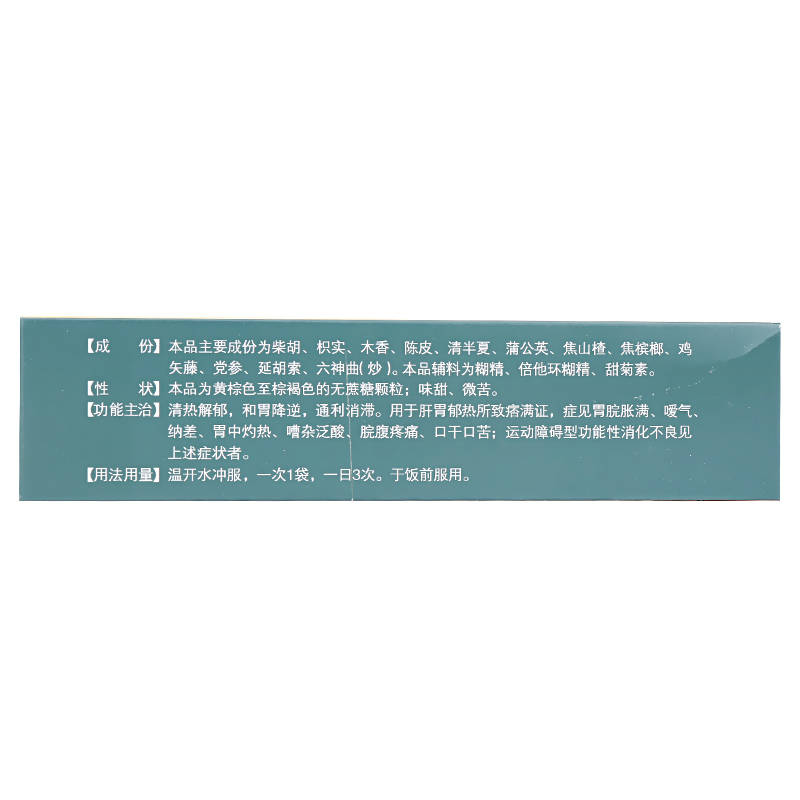 【成　份】本品主要成份为柴胡、枳实、木香、陈皮、清半夏、蒲公英、焦山楂、焦槟榔、鸡
矢藤、党参、延胡索、六神曲(炒)。本品辅料为糊精、倍他环糊精、甜菊素。
【性　状】本品为黄棕色至棕褐色的无蔗糖颗粒；味甜、微苦。
【功能主治】清热解郁，和胃降逆，通利消滞。用于肝胃郁热所致痞满证，症见胃脘胀满、嗳气、
纳差、胃中灼热、嘈杂泛酸、脘腹疼痛、口干口苦；运动障碍型功能性消化不良见
上述症状者。
【用法用量】温开水冲服，一次1袋，一日3次。于饭前服用。